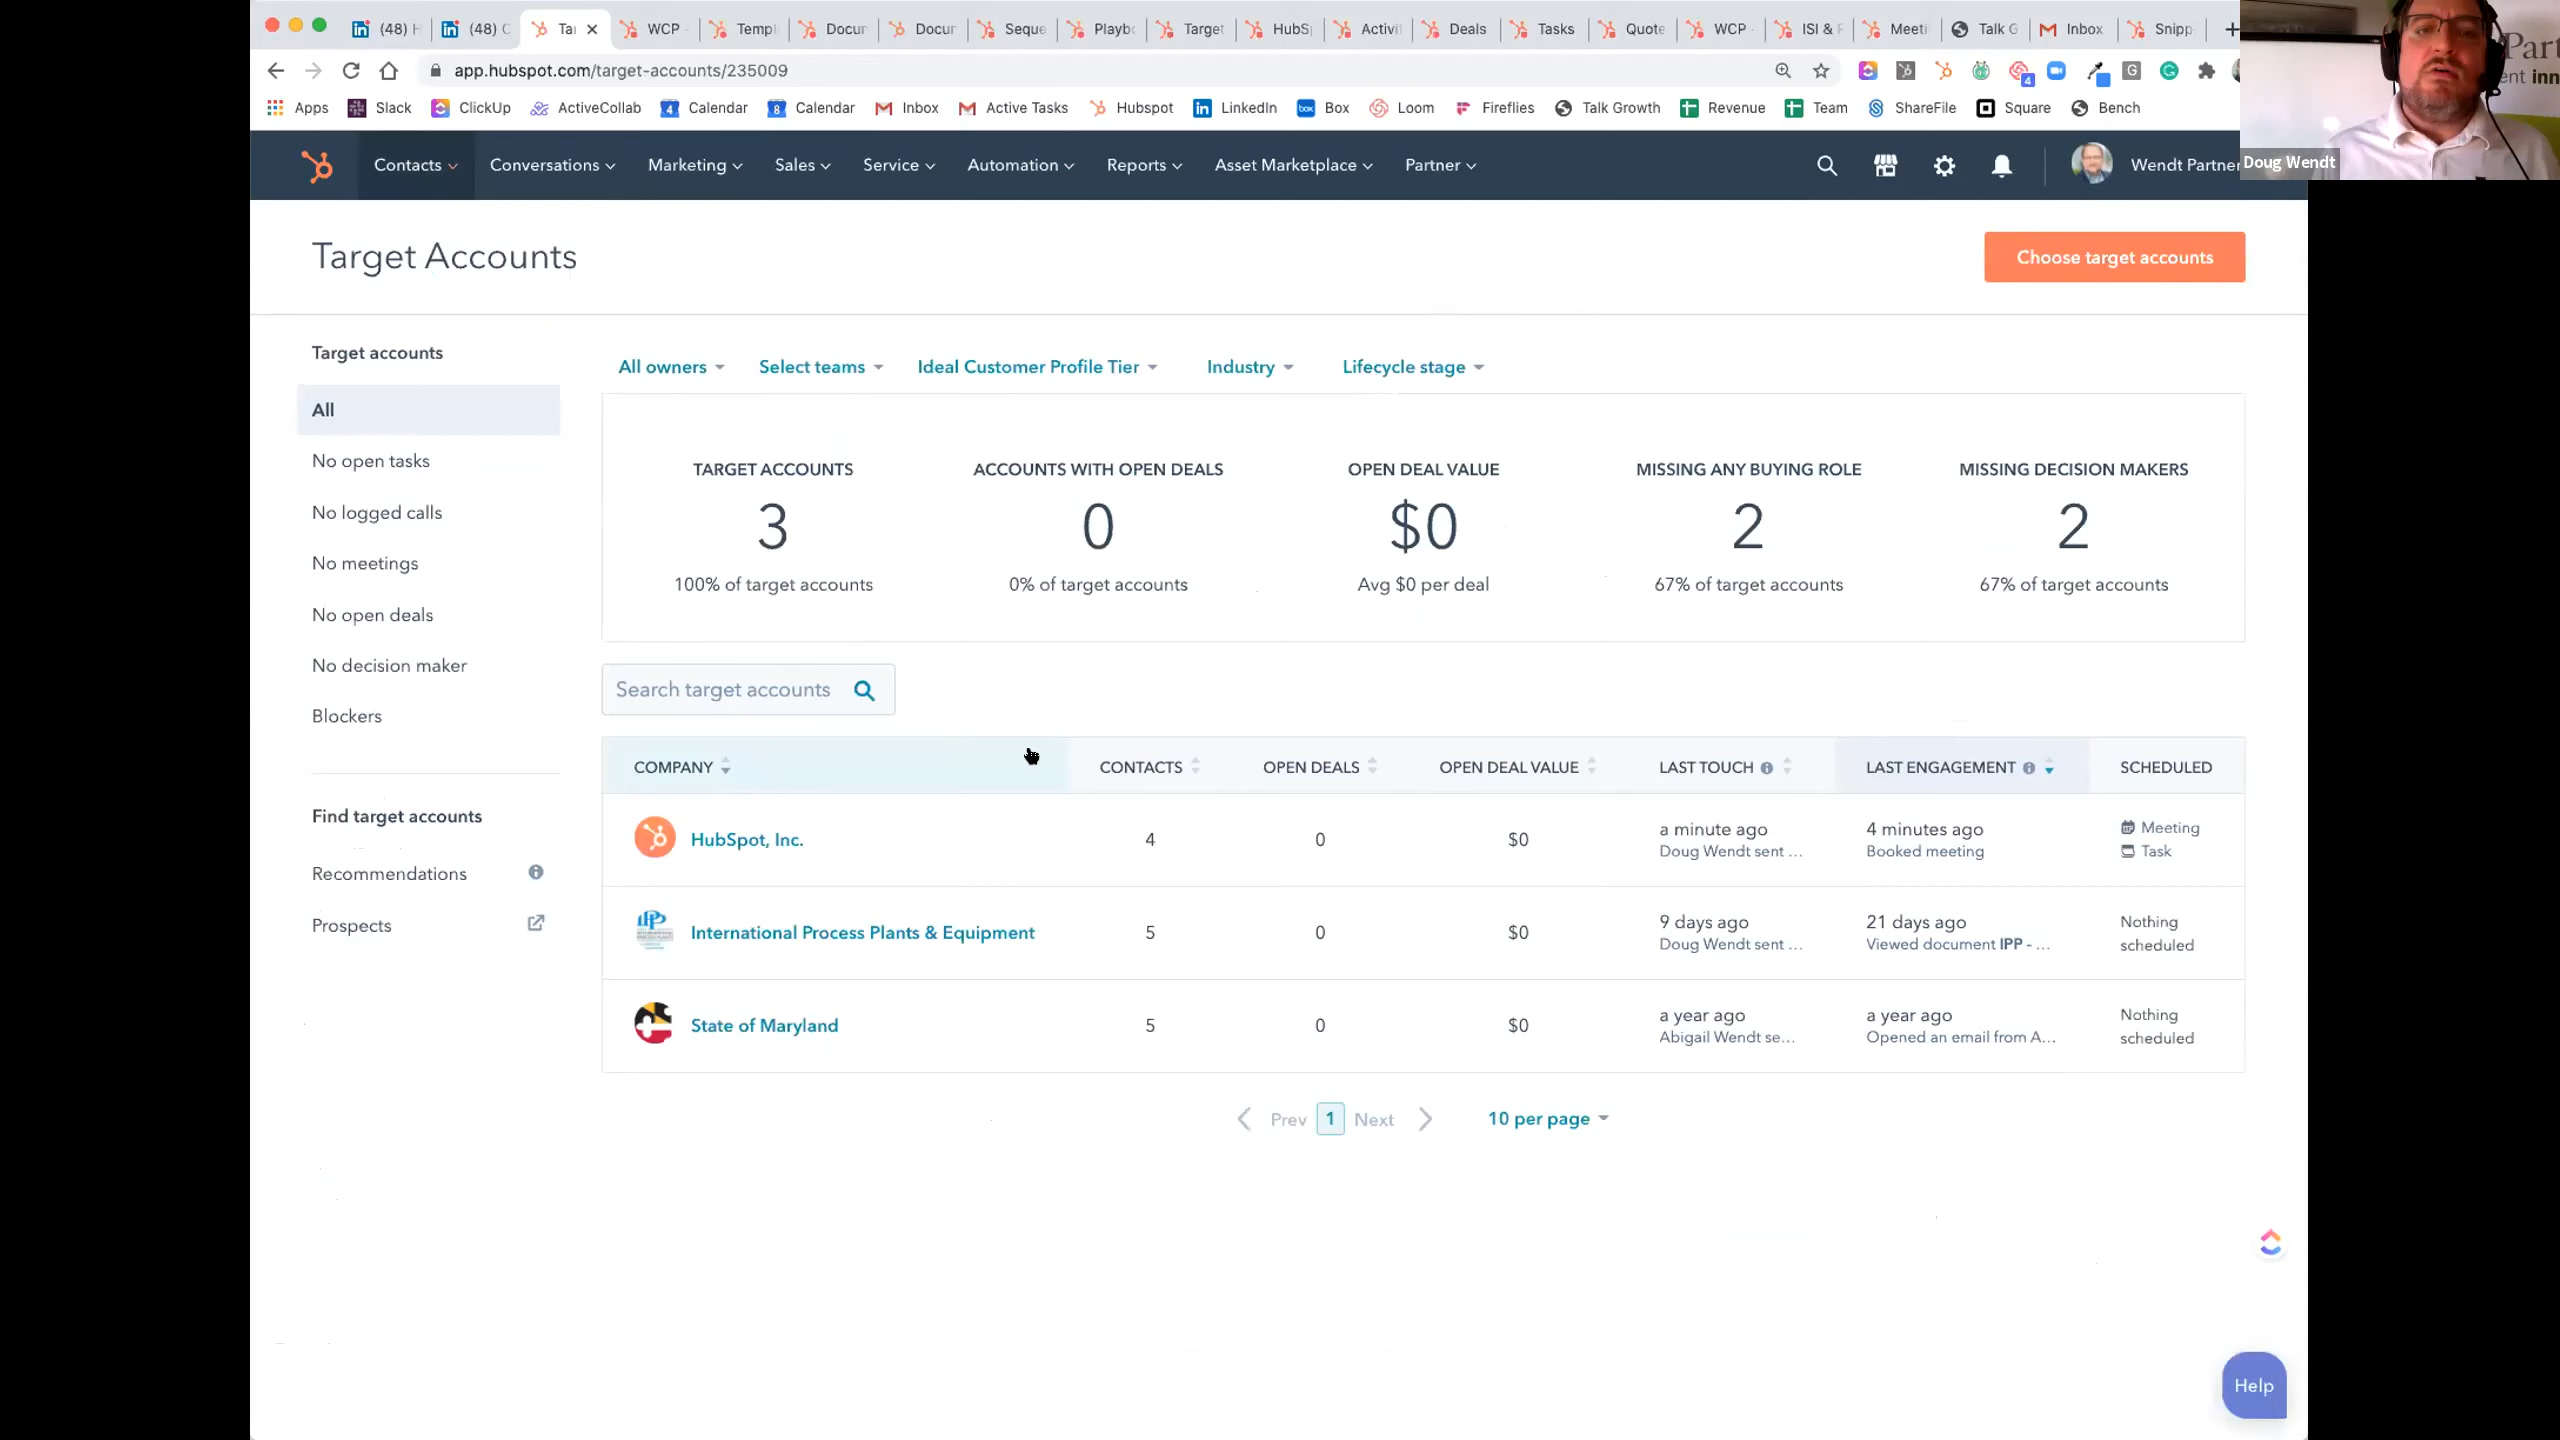 (48) H
(48) C
Ta
WCP
Templ
Docur
Docur
Seque
Playbo
Target
HubS
Activi
Deals
Tasks
Quote
WCP
ISI & F
Meeti
Talk G
Inbox
Snipp
app.hubspot.com/target-accounts/235009
Apps
Slack
ClickUp
ActiveCollab
Calendar
Calendar
Inbox
Active Tasks
Hubspot
LinkedIn
Box
Loom
Fireflies
Talk Growth
Revenue
Team
ShareFile
Square
Bench
Part
ent inn
Doug Wendt
Contacts
Conversations
Marketing
Sales
Service
Automation
Reports
Asset Marketplace
Partner
Wendt Partner
Target Accounts
Choose target accounts
Target accounts
All
No open tasks
No logged calls
No meetings
No open deals
No decision maker
Blockers
Find target accounts
Recommendations
Prospects
All owners
Select teams
Ideal Customer Profile Tier
Industry
Lifecycle stage
TARGET ACCOUNTS
3
100% of target accounts
ACCOUNTS WITH OPEN DEALS
0
0% of target accounts
OPEN DEAL VALUE
$0
Avg $0 per deal
MISSING ANY BUYING ROLE
2
67% of target accounts
MISSING DECISION MAKERS
2
67% of target accounts
Search target accounts
COMPANY CONTACTS OPEN DEALS OPEN DEAL VALUE LAST TOUCH LAST ENGAGEMENT SCHEDULED
HubSpot, Inc.
4
0
$0
a minute ago
Doug Wendt sent ...
4 minutes ago
Booked meeting
Meeting
Task
International Process Plants & Equipment
5
0
$0
9 days ago
Doug Wendt sent ...
21 days ago
Viewed document IPP - ...
Nothing
scheduled
State of Maryland
5
0
$0
a year ago
Abigail Wendt se...
a year ago
Opened an email from A...
Nothing
scheduled
Prev 1 Next
10 per page
Help